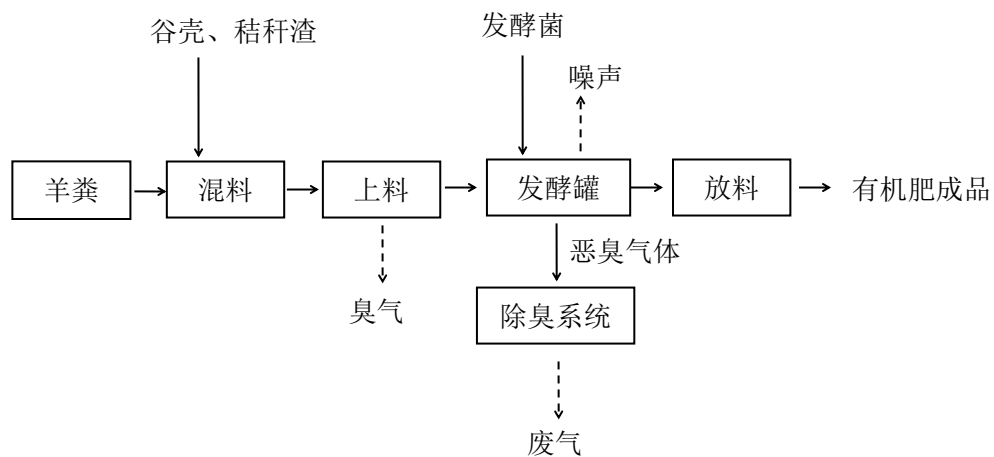 谷壳、秸秆渣
发酵菌
噪声
羊粪
混料
上料
发酵罐
放料
有机肥成品
恶臭气体
臭气
除臭系统
废气